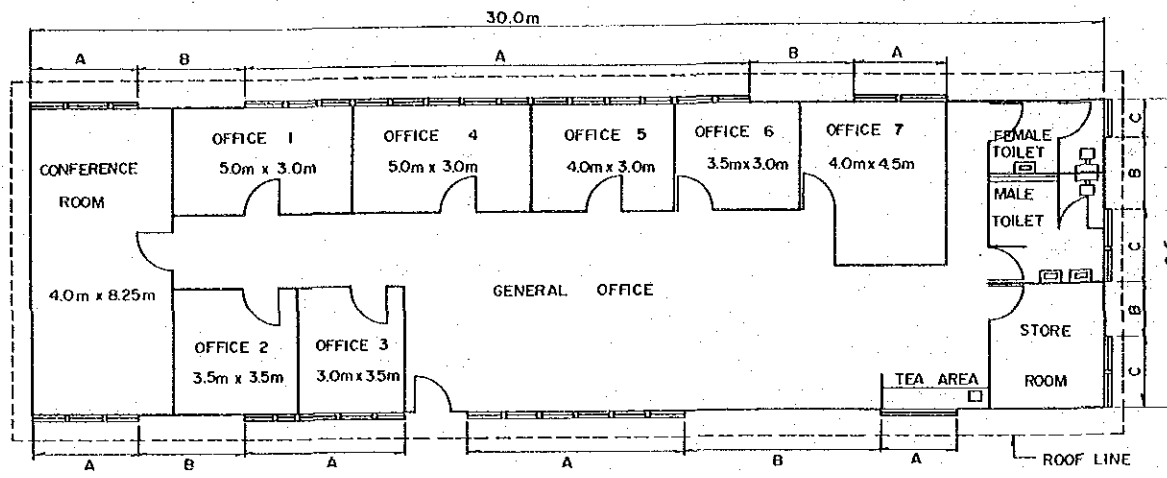 30.0m
A B A B A
CONFERENCE
ROOM
4.0m x 8.25m
OFFICE 1
5.0m x 3.0m
OFFICE 4
5.0m x 3.0m
OFFICE 5
4.0m x 3.0m
OFFICE 6
3.5m x 3.0m
OFFICE 7
4.0m x 4.5m
FEMALE
TOILET
MALE
TOILET
C
B
C
B
C
GENERAL OFFICE
OFFICE 2
3.5m x 3.5m
OFFICE 3
3.0m x 3.5m
STORE
ROOM
TEA AREA
A B A A B A
ROOF LINE